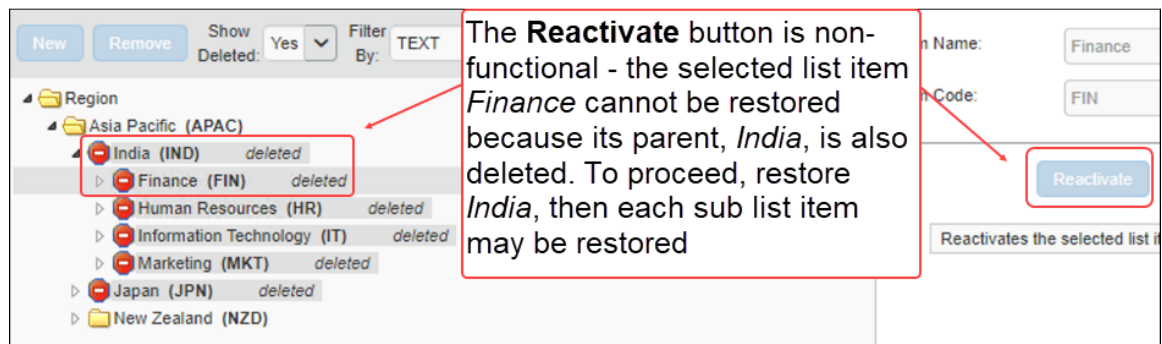 New
Remove
Show Deleted:
Yes
Filter By:
TEXT
Region
Asia Pacific (APAC)
India (IND) deleted
Finance (FIN) deleted
Human Resources (HR) deleted
Information Technology (IT) deleted
Marketing (MKT) deleted
Japan (JPN) deleted
New Zealand (NZD)
The Reactivate button is non-
functional - the selected list item
Finance cannot be restored
because its parent, India, is also
deleted. To proceed, restore
India, then each sub list item
may be restored
Name:
Finance
Code:
FIN
Reactivate
Reactivates the selected list